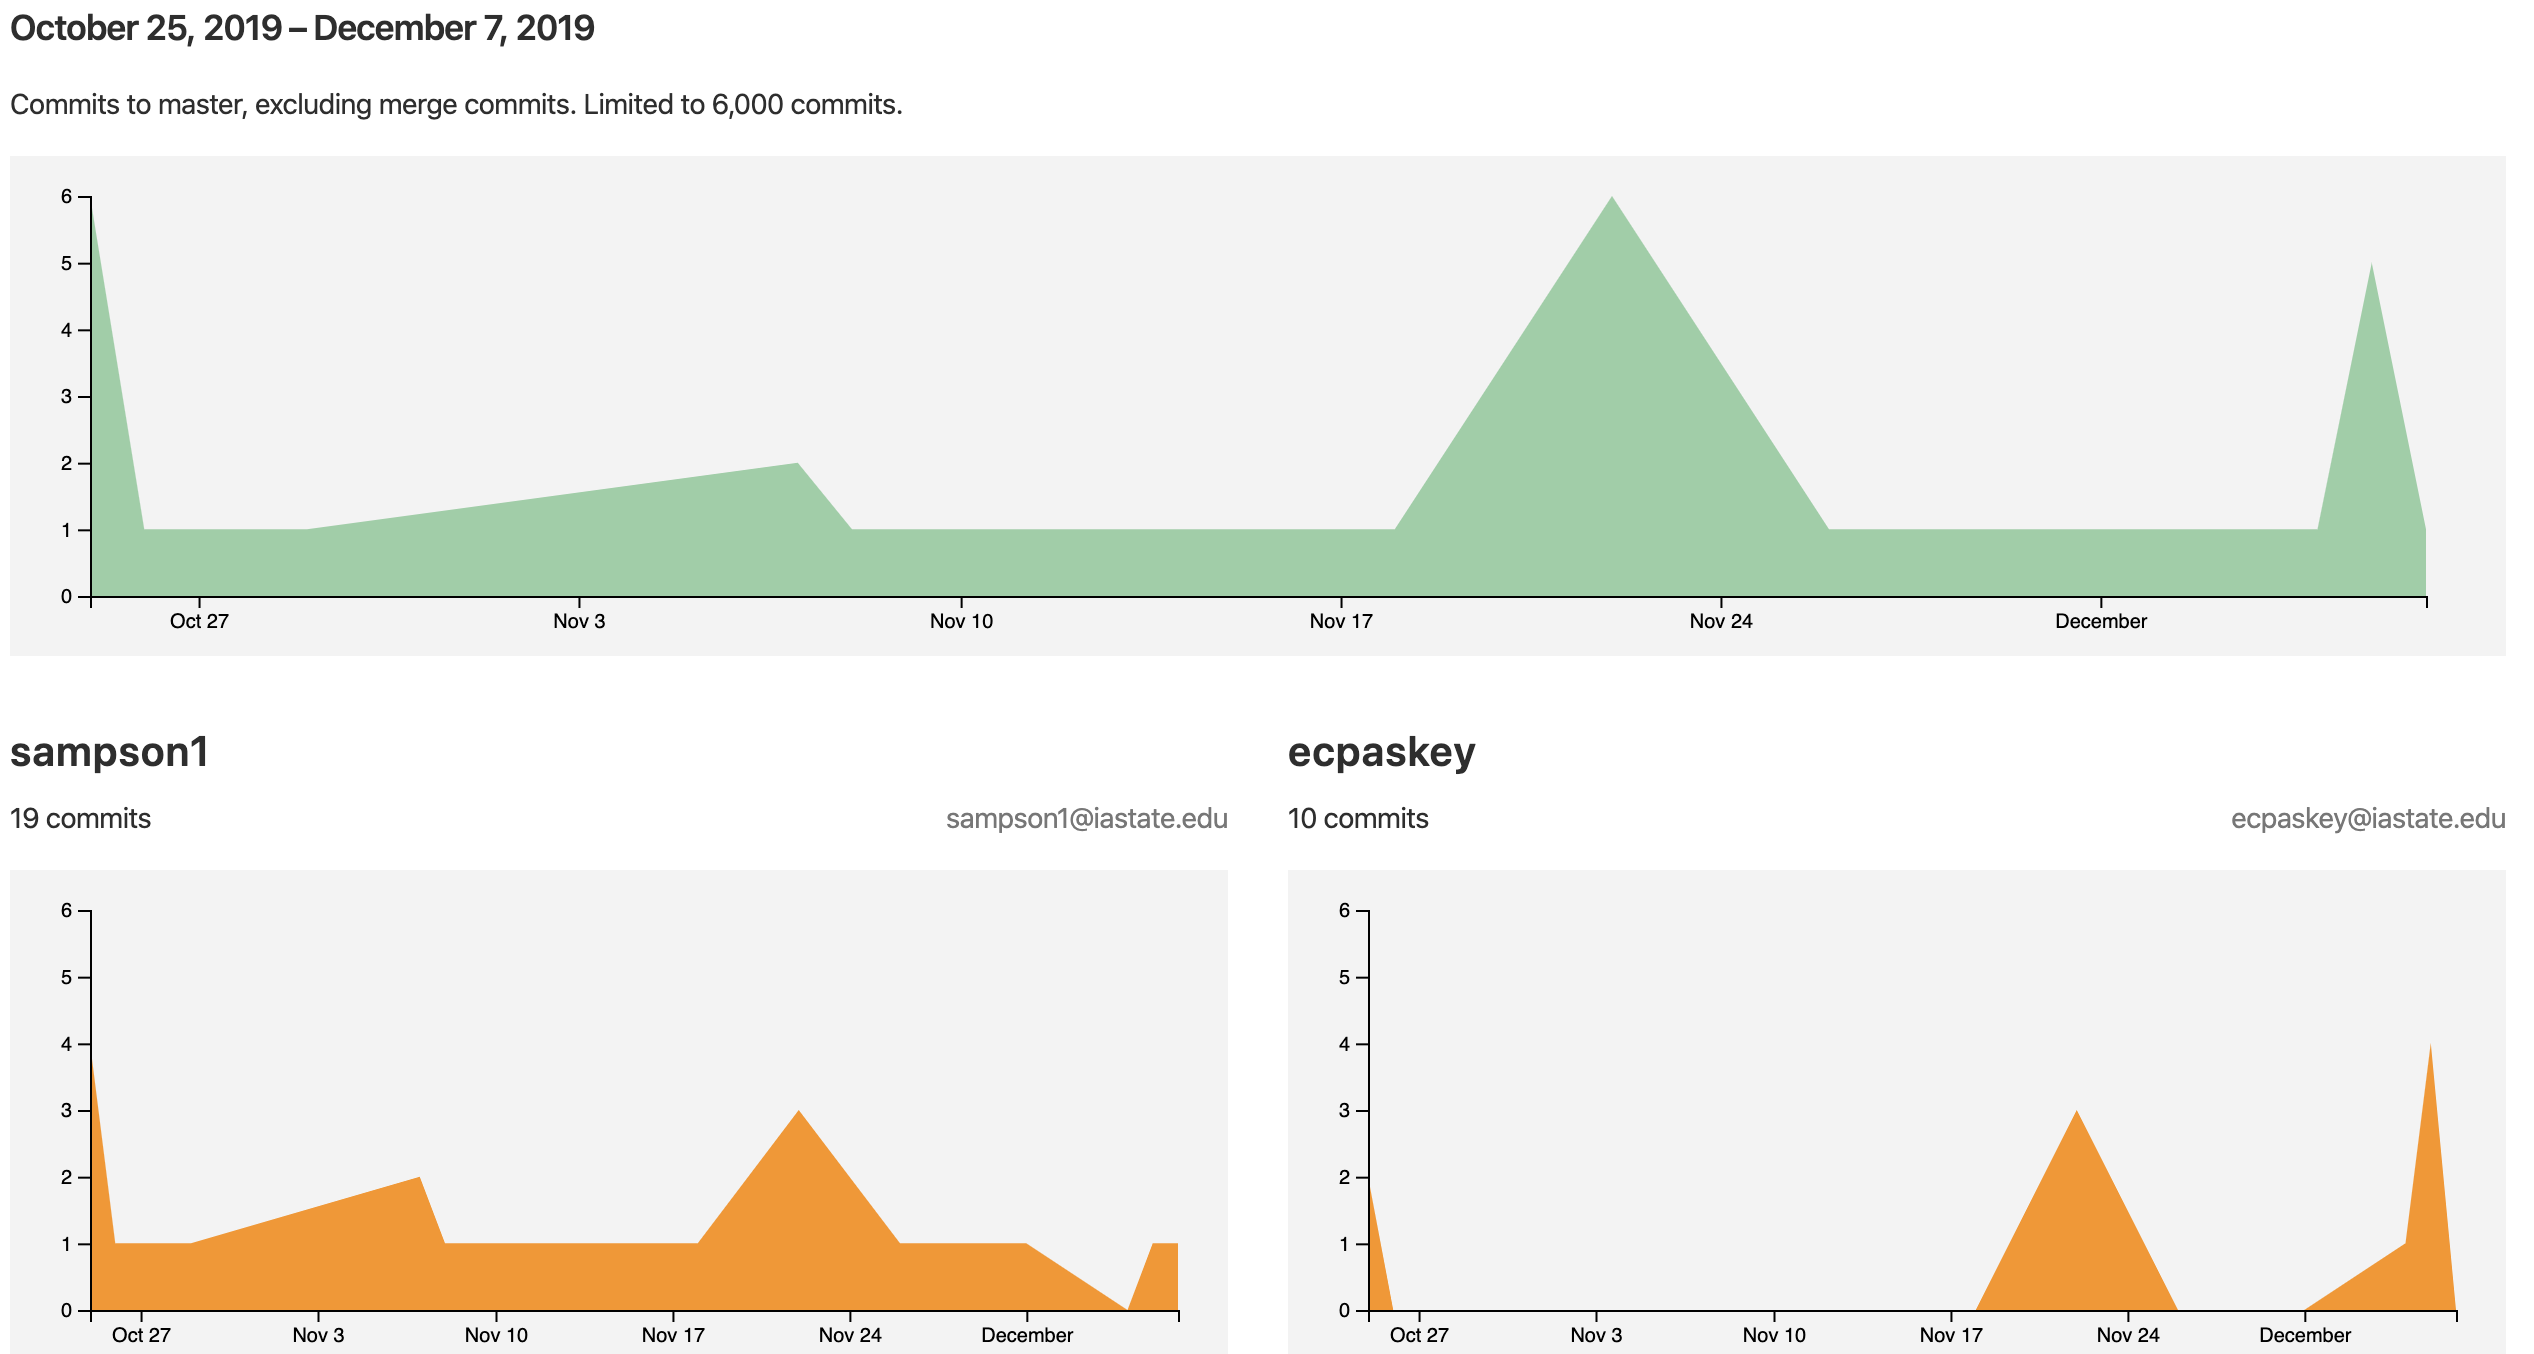 October 25, 2019 – December 7, 2019
Commits to master, excluding merge commits. Limited to 6,000 commits.
6
5
4
3
2
1
0
Oct 27 Nov 3 Nov 10 Nov 17 Nov 24 December
sampson1
19 commits sampson1@iastate.edu
6
5
4
3
2
1
0
Oct 27 Nov 3 Nov 10 Nov 17 Nov 24 December
ecpaskey
10 commits ecpaskey@iastate.edu
6
5
4
3
2
1
0
Oct 27 Nov 3 Nov 10 Nov 17 Nov 24 December